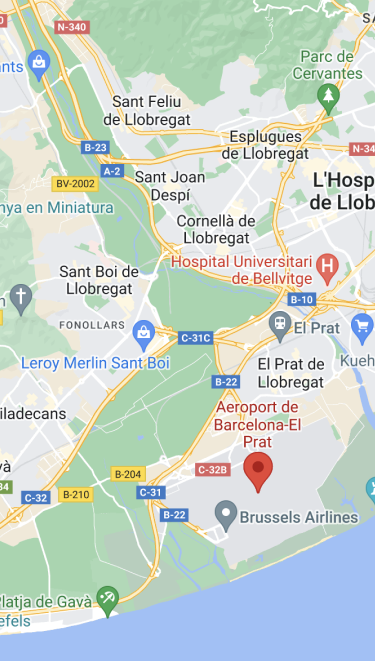 N-340
SA
Parc de
Cervantes
ants
Sant Feliu
de Llobregat
Esplugues
de Llobregat
B-23
N-34
A-2
BV-2002
Sant Joan
Despí
L'Hosp
de Llob
nya en Miniatura
Cornellà de
Llobregat
Hospital Universitari
de Bellvitge
H
Sant Boi de
Llobregat
B-10
FONOLLARS
El Prat
C-31C
Leroy Merlin Sant Boi
Kueh
El Prat de
Llobregat
B-22
Aeroport de
Barcelona-El
Prat
iladecans
và
C-32B
B-204
C-32
B-210
C-31
B-22
Brussels Airlines
Platja de Gavà
efels